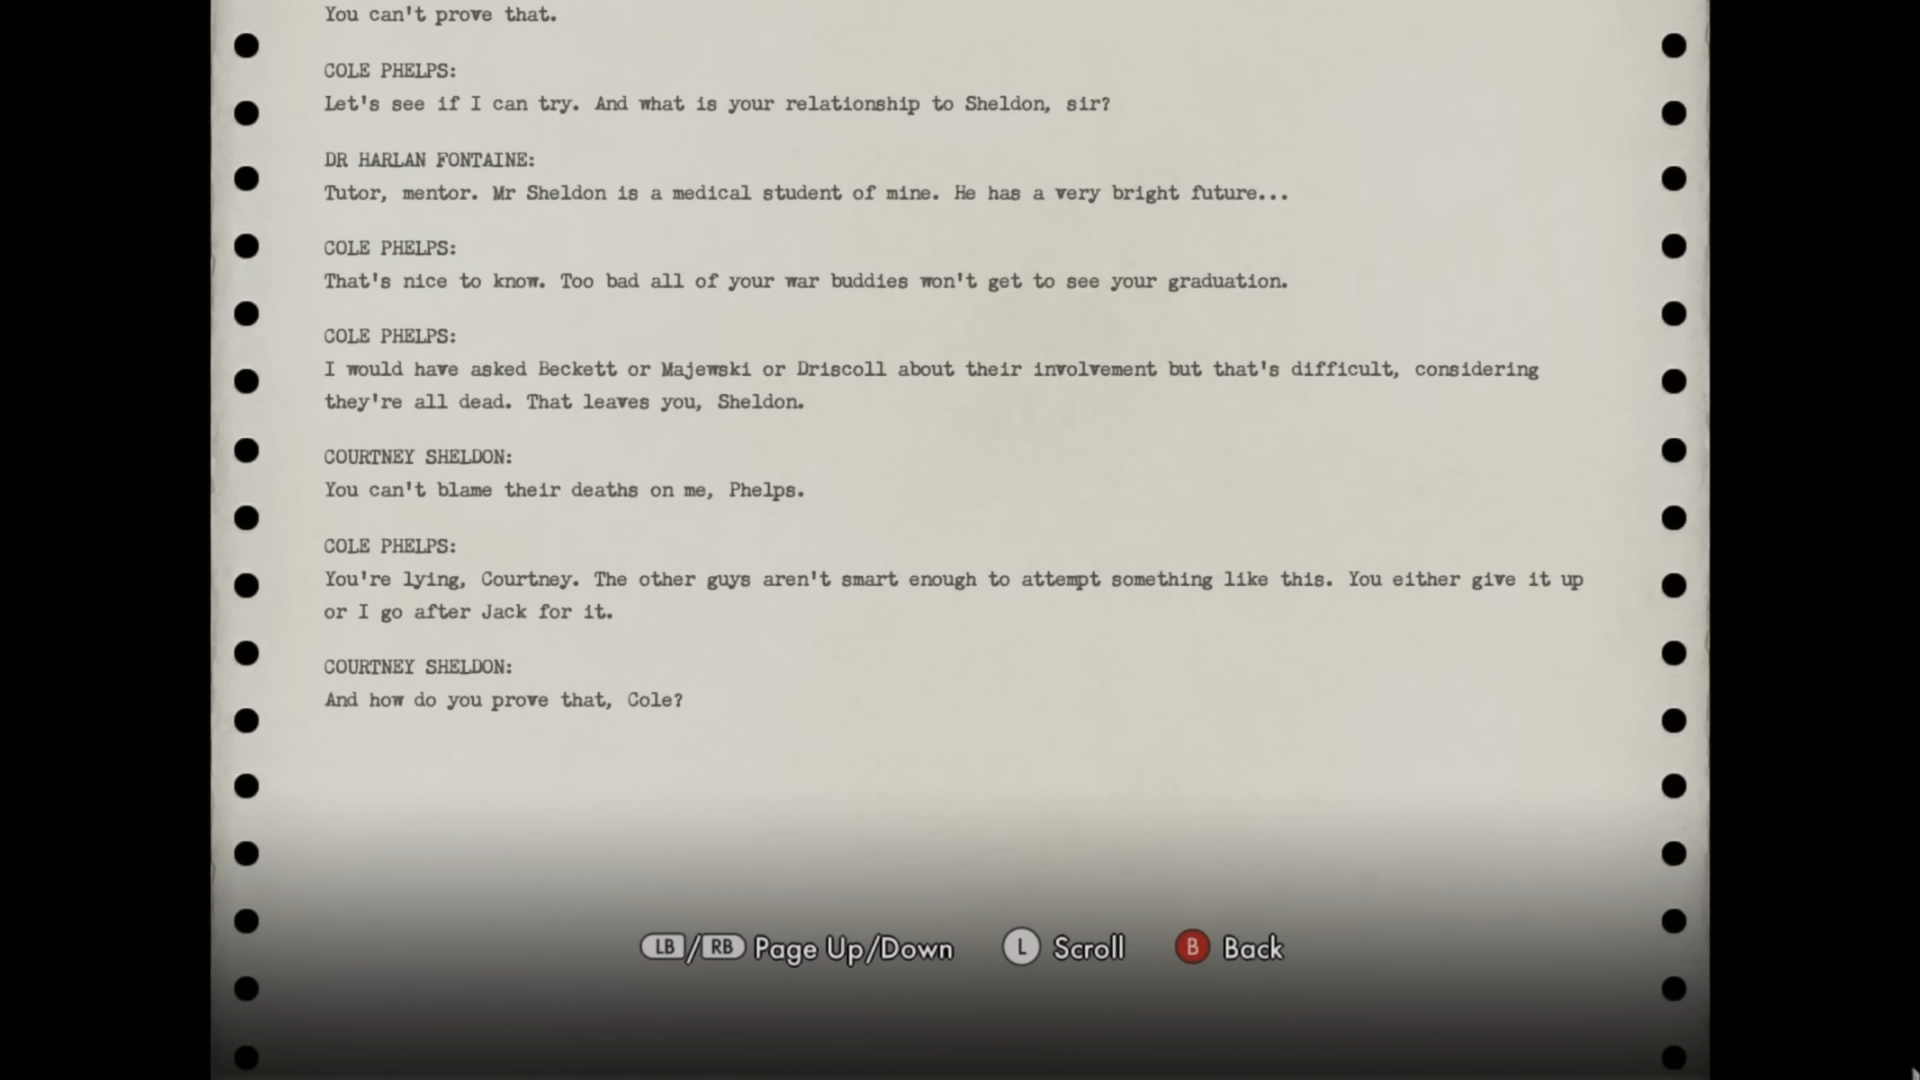 You can't prove that.
COLE PHELPS:
Let's see if I can try. And what is your relationship to Sheldon, sir?
DR HARLAN FONTAINE:
Tutor, mentor. Mr Sheldon is a medical student of mine. He has a very bright future...
COLE PHELPS:
That's nice to know. Too bad all of your war buddies won't get to see your graduation.
COLE PHELPS:
I would have asked Beckett or Majewski or Driscoll about their involvement but that's difficult, considering
they're all dead. That leaves you, Sheldon.
COURTNEY SHELDON:
You can't blame their deaths on me, Phelps.
COLE PHELPS:
You're lying, Courtney. The other guys aren't smart enough to attempt something like this. You either give it up
or I go after Jack for it.
COURTNEY SHELDON:
And how do you prove that, Cole?
LB/RB Page Up/Down L Scroll B Back